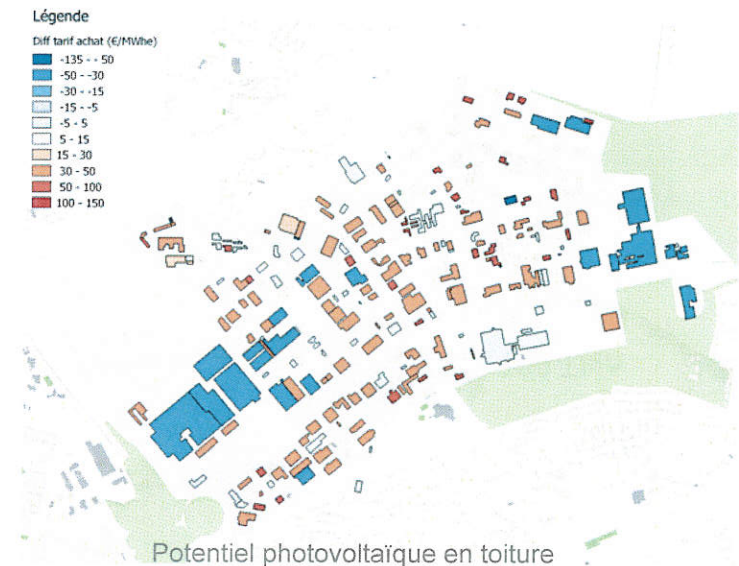 Légende
Diff tarif achat (€/MWhe)
-135 - - 50
-50 - -30
-30 - -15
-15 - -5
-5 - 5
5 - 15
15 - 30
30 - 50
50 - 100
100 - 150
Potentiel photovoltaïque en toiture